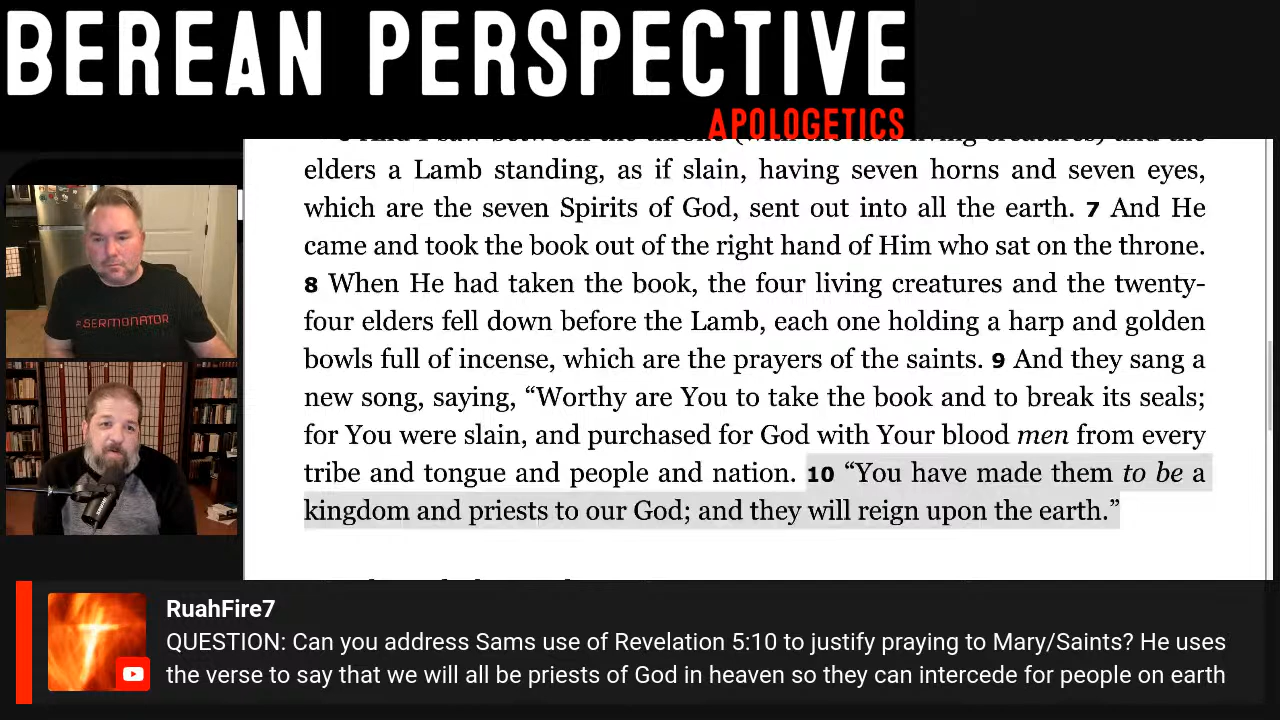 BEREAN PERSPECTIVE
APOLOGETICS
elders a Lamb standing, as if slain, having seven horns and seven eyes,
which are the seven Spirits of God, sent out into all the earth. 7 And He
came and took the book out of the right hand of Him who sat on the throne.
8 When He had taken the book, the four living creatures and the twenty-
four elders fell down before the Lamb, each one holding a harp and golden
bowls full of incense, which are the prayers of the saints. 9 And they sang a
new song, saying, “Worthy are You to take the book and to break its seals;
for You were slain, and purchased for God with Your blood men from every
tribe and tongue and people and nation. 10 “You have made them to be a
kingdom and priests to our God; and they will reign upon the earth.”
#SERMONATOR
RuahFire7
QUESTION: Can you address Sams use of Revelation 5:10 to justify praying to Mary/Saints? He uses
the verse to say that we will all be priests of God in heaven so they can intercede for people on earth